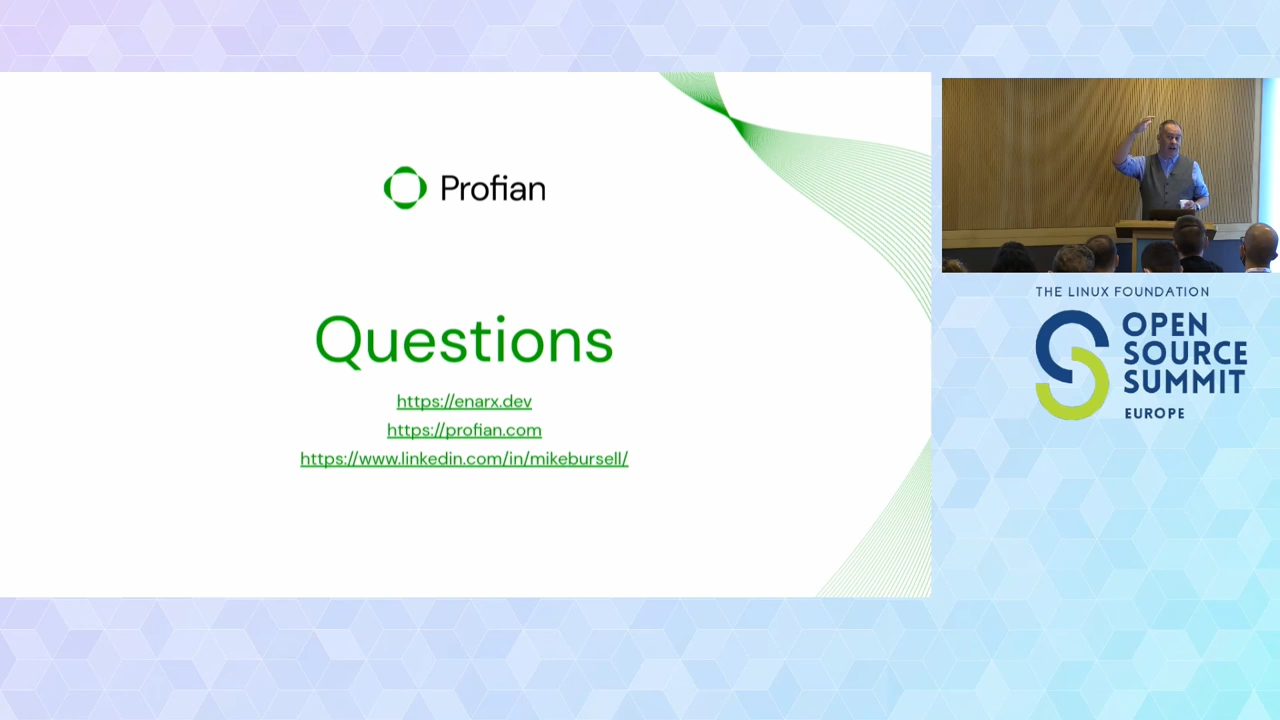 Profian
Questions
https://enarx.dev
https://profian.com
https://www.linkedin.com/in/mikebursell/
THE LINUX FOUNDATION
OPEN
SOURCE
SUMMIT
EUROPE